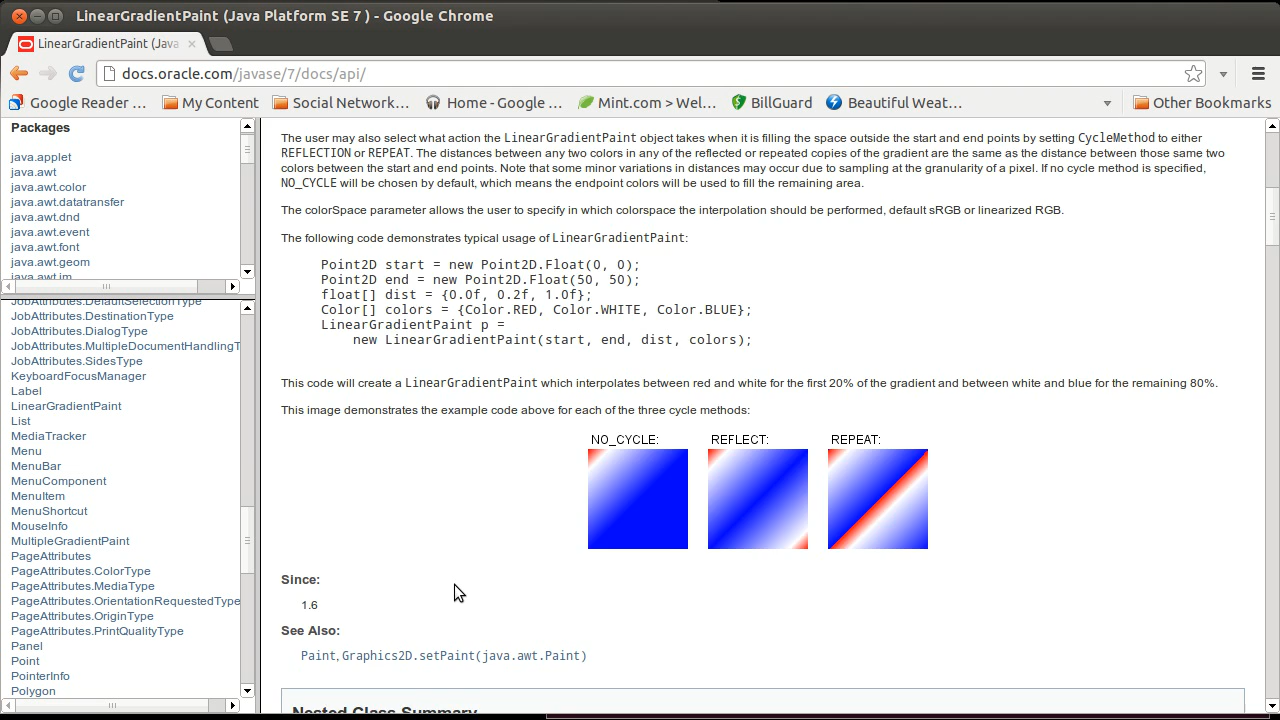 LinearGradientPaint (Java Platform SE 7 ) - Google Chrome
LinearGradientPaint (Java
docs.oracle.com/javase/7/docs/api/
Google Reader ... My Content Social Network... Home - Google ... Mint.com > Wel... BillGuard Beautiful Weat... Other Bookmarks
Packages
java.applet
java.awt
java.awt.color
java.awt.datatransfer
java.awt.dnd
java.awt.event
java.awt.font
java.awt.geom
java.awt.im
JobAttributes.DefaultSelectionType
JobAttributes.DestinationType
JobAttributes.DialogType
JobAttributes.MultipleDocumentHandlingT
JobAttributes.SidesType
KeyboardFocusManager
Label
LinearGradientPaint
List
MediaTracker
Menu
MenuBar
MenuComponent
MenuItem
MenuShortcut
MouseInfo
MultipleGradientPaint
PageAttributes
PageAttributes.ColorType
PageAttributes.MediaType
PageAttributes.OrientationRequestedType
PageAttributes.OriginType
PageAttributes.PrintQualityType
Panel
Point
PointerInfo
Polygon
The user may also select what action the LinearGradientPaint object takes when it is filling the space outside the start and end points by setting CycleMethod to either
REFLECTION or REPEAT. The distances between any two colors in any of the reflected or repeated copies of the gradient are the same as the distance between those same two
colors between the start and end points. Note that some minor variations in distances may occur due to sampling at the granularity of a pixel. If no cycle method is specified,
NO_CYCLE will be chosen by default, which means the endpoint colors will be used to fill the remaining area.
The colorSpace parameter allows the user to specify in which colorspace the interpolation should be performed, default sRGB or linearized RGB.
The following code demonstrates typical usage of LinearGradientPaint:
Point2D start = new Point2D.Float(0, 0);
Point2D end = new Point2D.Float(50, 50);
float[] dist = {0.0f, 0.2f, 1.0f};
Color[] colors = {Color.RED, Color.WHITE, Color.BLUE};
LinearGradientPaint p =
new LinearGradientPaint(start, end, dist, colors);
This code will create a LinearGradientPaint which interpolates between red and white for the first 20% of the gradient and between white and blue for the remaining 80%.
This image demonstrates the example code above for each of the three cycle methods:
NO_CYCLE: REFLECT: REPEAT:
Since:
1.6
See Also:
Paint, Graphics2D.setPaint(java.awt.Paint)
Nested Class Summary